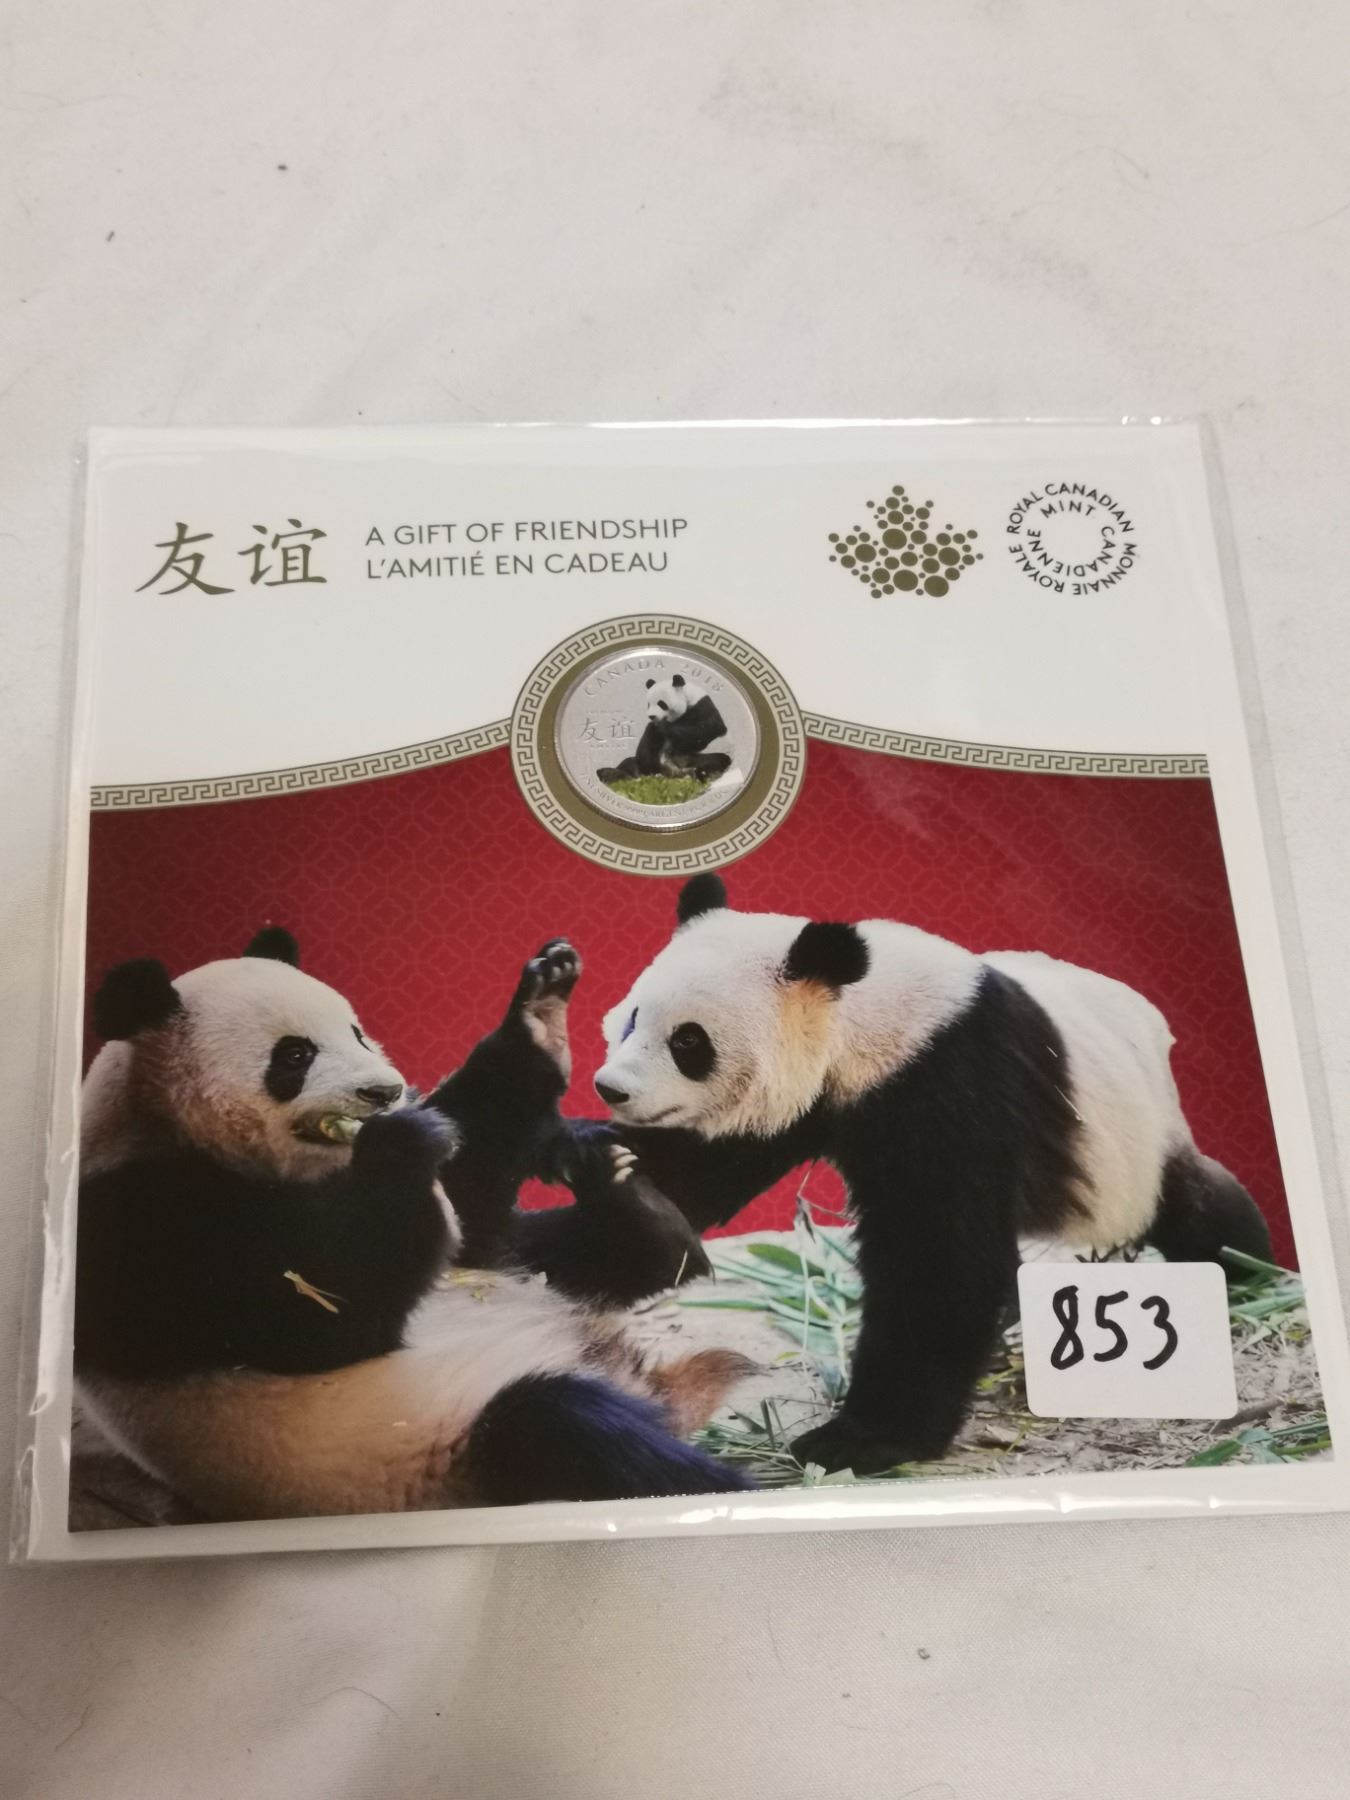 友谊
A GIFT OF FRIENDSHIP
L'AMITIÉ EN CADEAU
ROYAL CANADIAN MINT
MONNAIE ROYALE CANADIENNE
CANADA 2018
友谊
853